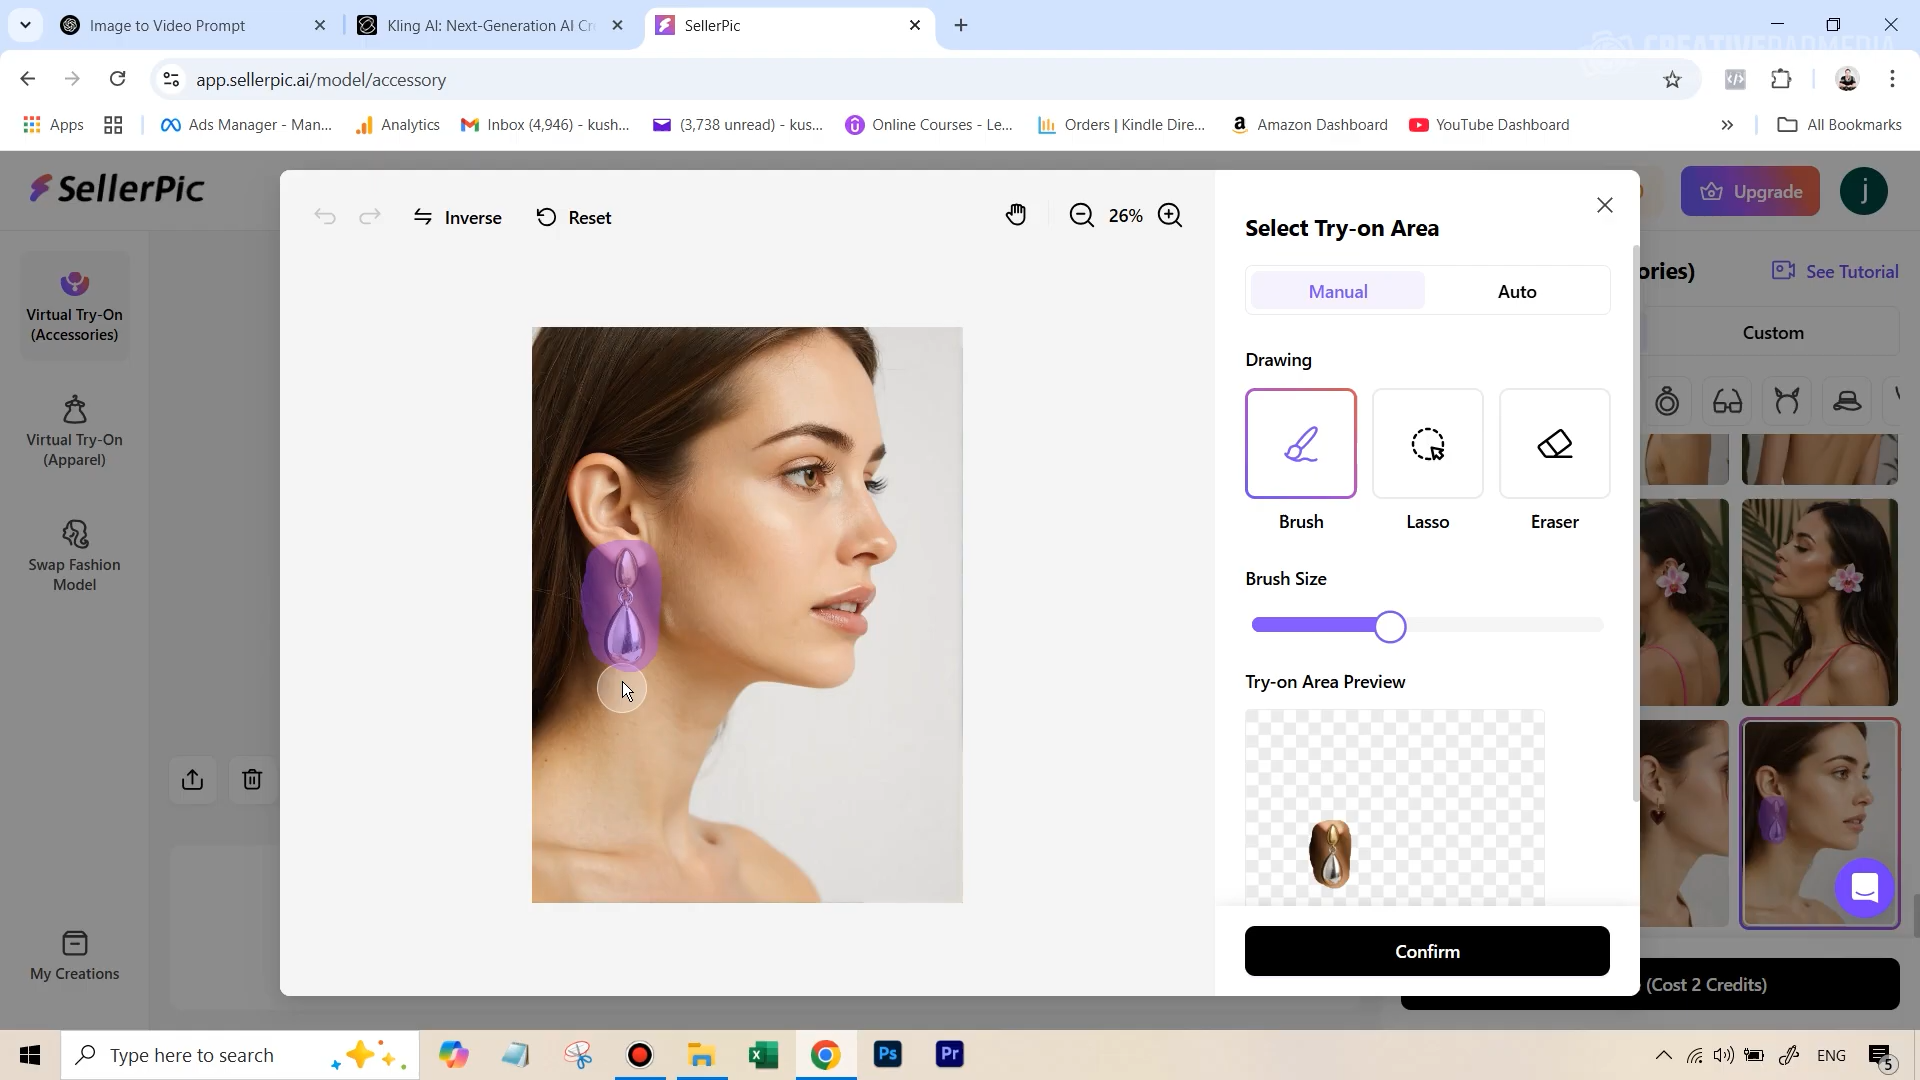 Image to Video Prompt
Kling AI: Next-Generation AI Cr
SellerPic
CREATIVEPADMEDIA
app.sellerpic.ai/model/accessory
Apps
Ads Manager - Man...
Analytics
Inbox (4,946) - kush...
(3,738 unread) - kus...
Online Courses - Le...
Orders | Kindle Dire...
Amazon Dashboard
YouTube Dashboard
All Bookmarks
SellerPic
Inverse
Reset
26%
Select Try-on Area
Upgrade
j
Manual
Auto
ories)
See Tutorial
Virtual Try-On
(Accessories)
Custom
Drawing
Virtual Try-On
(Apparel)
Brush
Lasso
Eraser
Swap Fashion
Model
Brush Size
Try-on Area Preview
My Creations
Confirm
(Cost 2 Credits)
Type here to search
Ps
Pr
ENG
5